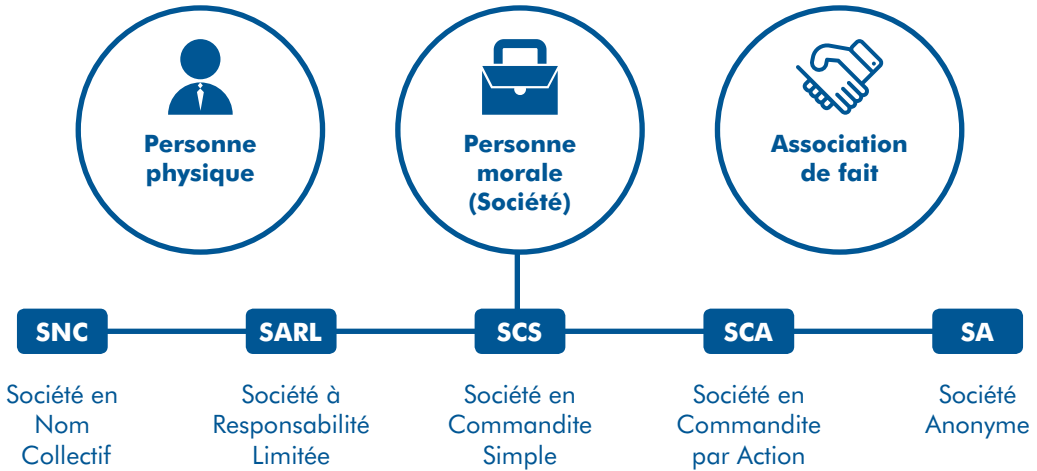 Personne
physique
Personne
morale
(Société)
Association
de fait
SNC
SARL
SCS
SCA
SA
Société en
Nom
Collectif
Société à
Responsabilité
Limitée
Société en
Commandite
Simple
Société en
Commandite
par Action
Société
Anonyme